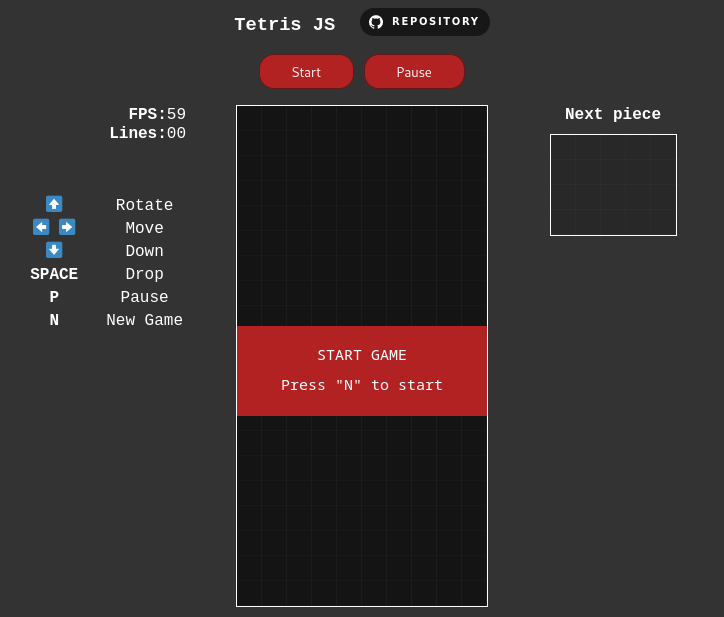 Tetris JS
REPOSITORY
Start
Pause
FPS:59
Lines:00
Next piece
Rotate
Move
Down
SPACE Drop
P Pause
N New Game
START GAME
Press "N" to start